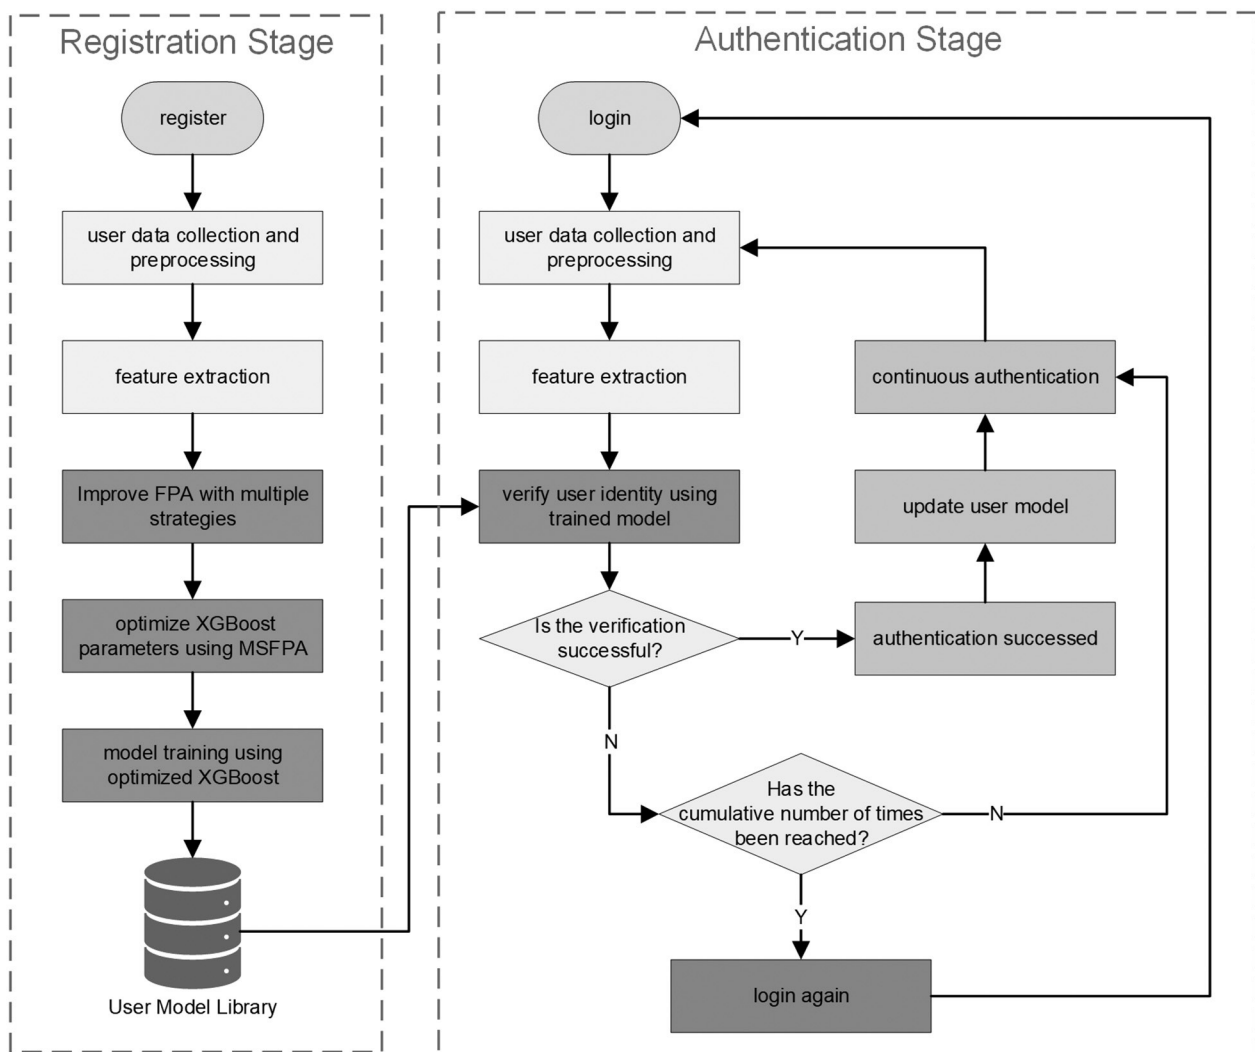 Registration Stage
register
user data collection and
preprocessing
feature extraction
Improve FPA with multiple
strategies
optimize XGBoost
parameters using MSFPA
model training using
optimized XGBoost
User Model Library
Authentication Stage
login
user data collection and
preprocessing
feature extraction
verify user identity using
trained model
Is the verification
successful?
Y
authentication successed
update user model
continuous authentication
N
Has the
cumulative number of times
been reached?
N
Y
login again